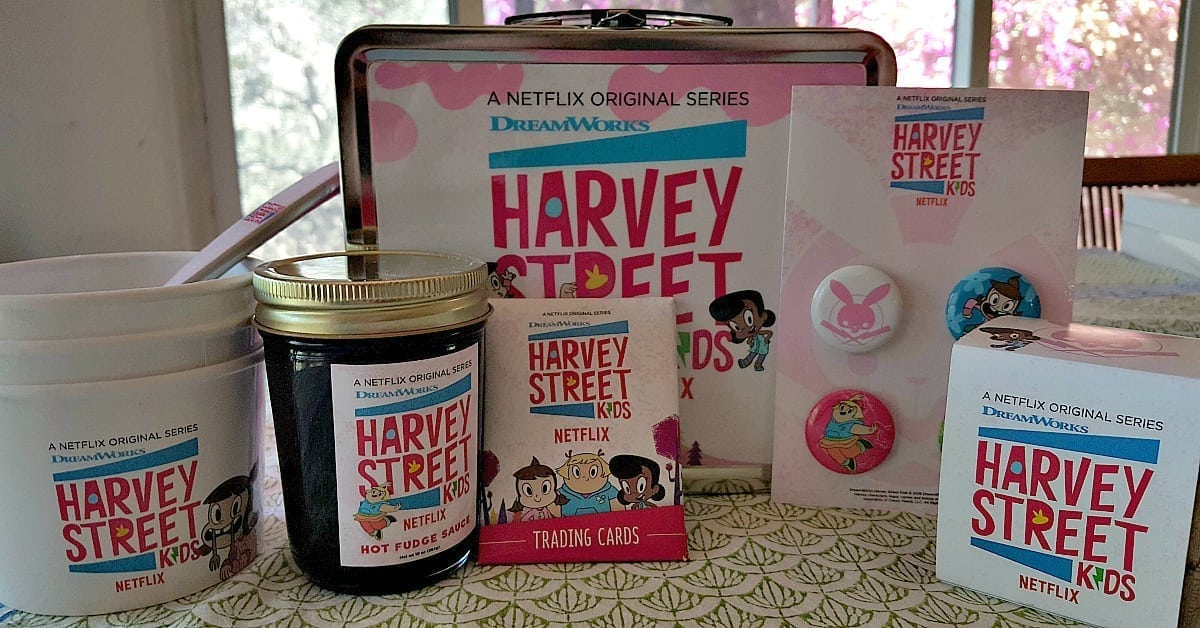 A NETFLIX ORIGINAL SERIES
DREAMWORKS
HARVEY
STREET
KIDS
A NETFLIX ORIGINAL SERIES
DREAMWORKS
HARVEY
STREET
KIDS
NETFLIX
A NETFLIX ORIGINAL SERIES
DREAMWORKS
HARVEY
STREET
KIDS
NETFLIX
A NETFLIX ORIGINAL SERIES
DREAMWORKS
HARVEY
STREET
KIDS
NETFLIX
HOT FUDGE SAUCE
A NETFLIX ORIGINAL SERIES
DREAMWORKS
HARVEY
STREET
KIDS
NETFLIX
TRADING CARDS
A NETFLIX ORIGINAL SERIES
DREAMWORKS
HARVEY
STREET
KIDS
NETFLIX